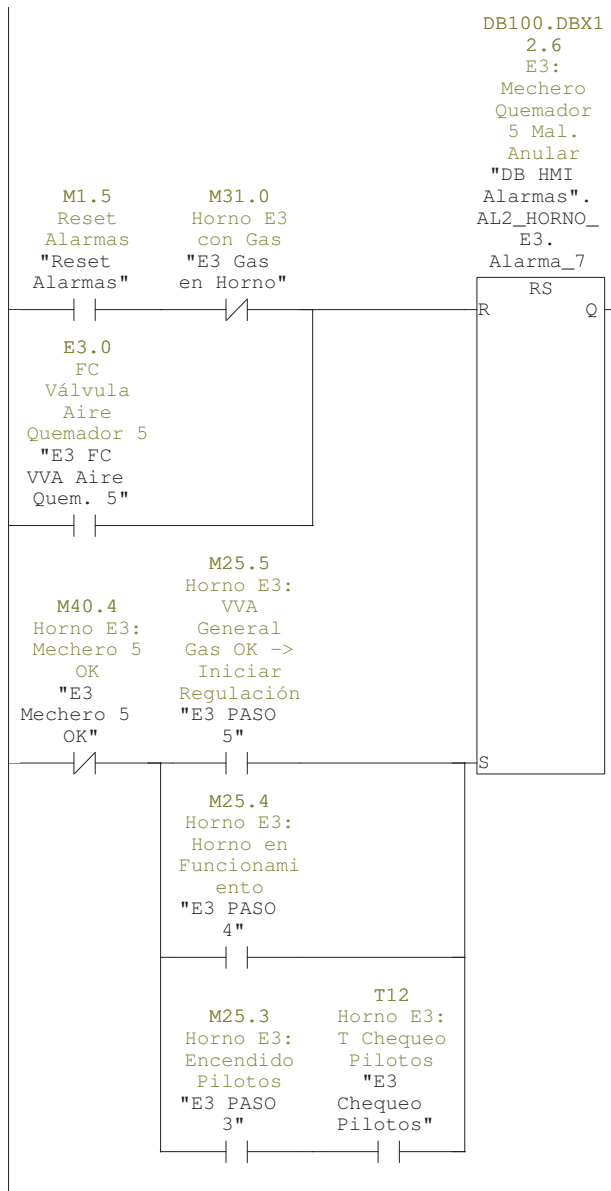 DB100.DBX1
2.6
E3:
Mechero
Quemador
5 Mal.
Anular
"DB HMI
Alarmas".
AL2_HORNO_
E3.
Alarma_7
M1.5
Reset
Alarmas
"Reset
Alarmas"
M31.0
Horno E3
con Gas
"E3 Gas
en Horno"
RS
R
Q
E3.0
FC
Válvula
Aire
Quemador 5
"E3 FC
VVA Aire
Quem. 5"
M40.4
Horno E3:
Mechero 5
OK
"E3
Mechero 5
OK"
M25.5
Horno E3:
VVA
General
Gas OK ->
Iniciar
Regulación
"E3 PASO
5"
S
M25.4
Horno E3:
Horno en
Funcionami
ento
"E3 PASO
4"
M25.3
Horno E3:
Encendido
Pilotos
"E3 PASO
3"
T12
Horno E3:
T Chequeo
Pilotos
"E3
Chequeo
Pilotos"